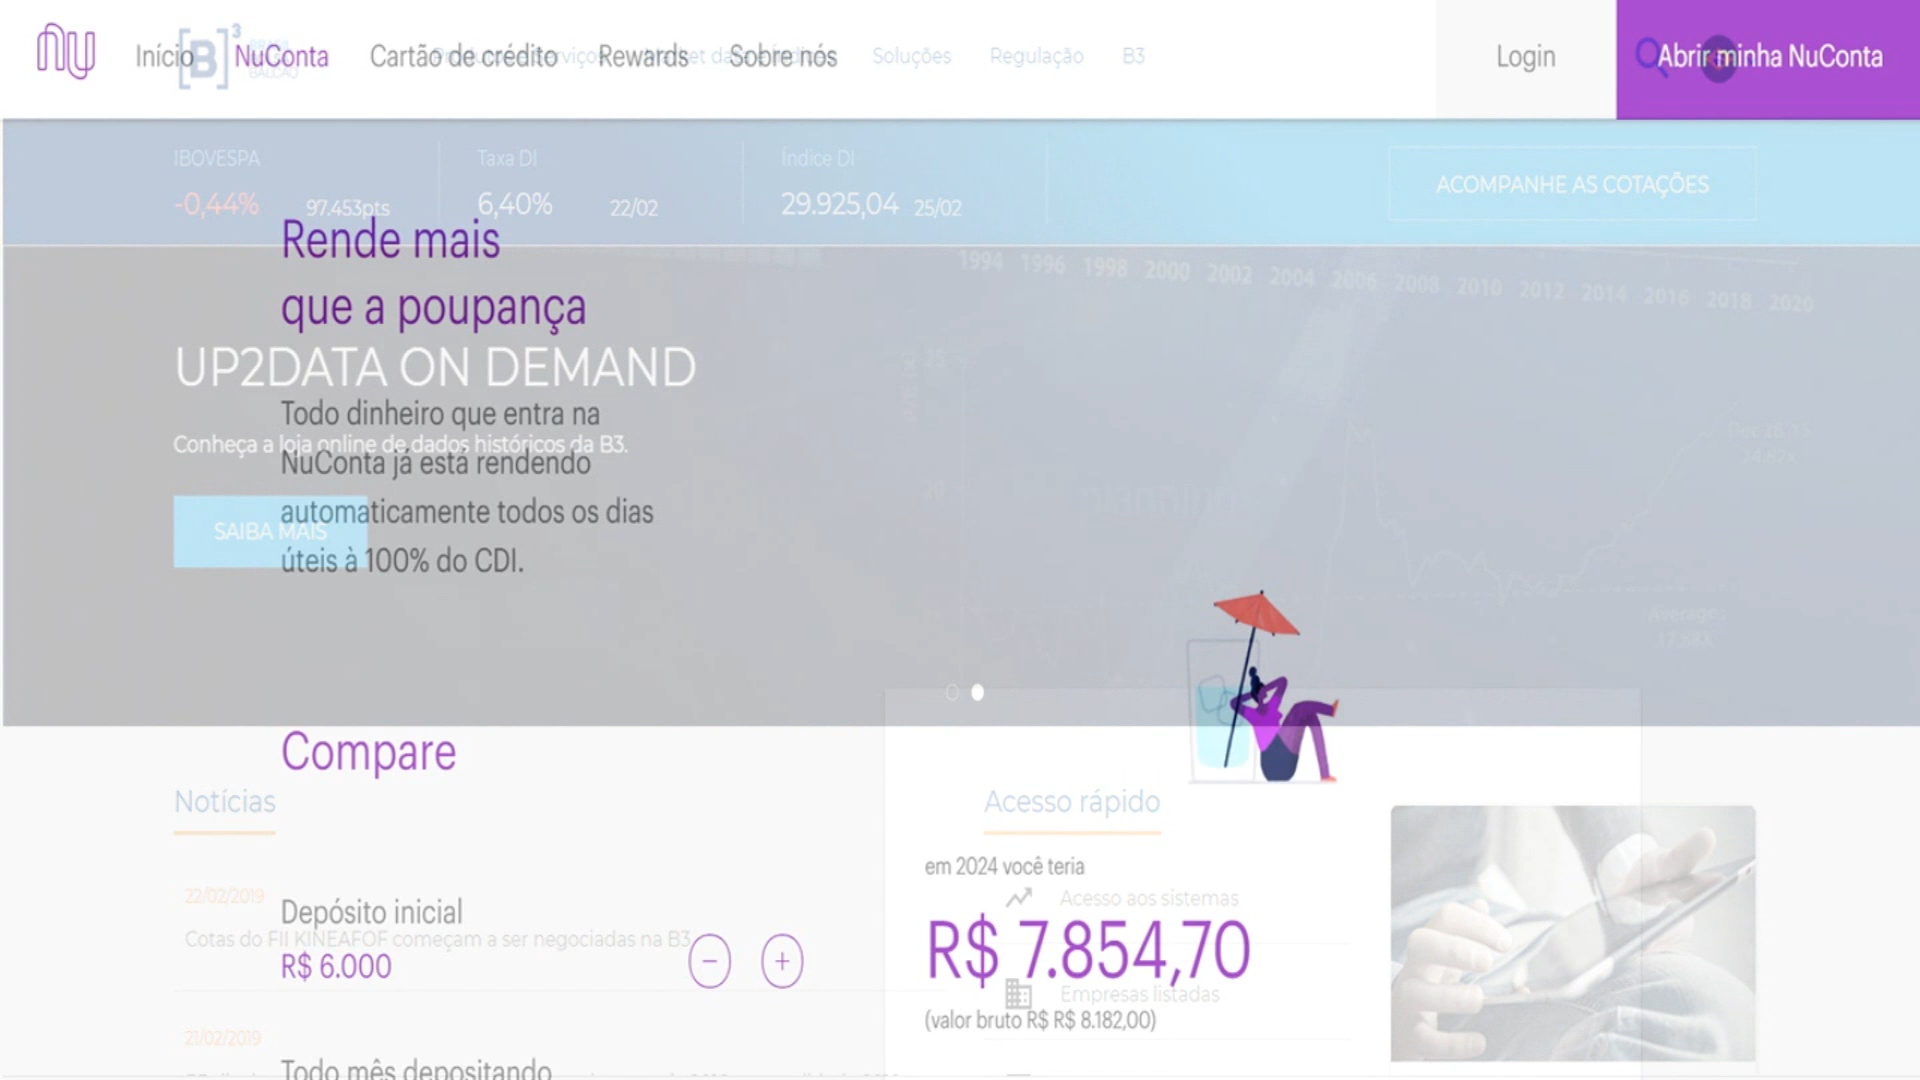 nu
Início NuConta Cartão de crédito Rewards Sobre nós
Login
Abrir minha NuConta
[B]³
Soluções Regulação B3
IBOVESPA
-0,44% 97.453pts
Taxa DI
6,40% 22/02
Índice DI
29.925,04 25/02
ACOMPANHE AS COTAÇÕES
Rende mais
que a poupança
1994 1996 1998 2000 2002 2004 2006 2008 2010 2012 2014 2016 2018 2020
UP2DATA ON DEMAND
Todo dinheiro que entra na
Conheça a loja online de dados históricos da B3.
NuConta já está rendendo
automaticamente todos os dias
SAIBA MAIS
úteis à 100% do CDI.
Average:
Compare
Notícias
Acesso rápido
em 2024 você teria
22/02/2019
Acesso aos sistemas
Depósito inicial
Cotas do FII KINEAFOF começam a ser negociadas na B3
R$ 6.000
− +
R$ 7.854,70
Empresas listadas
(valor bruto R$ R$ 8.182,00)
21/02/2019
Todo mês depositando